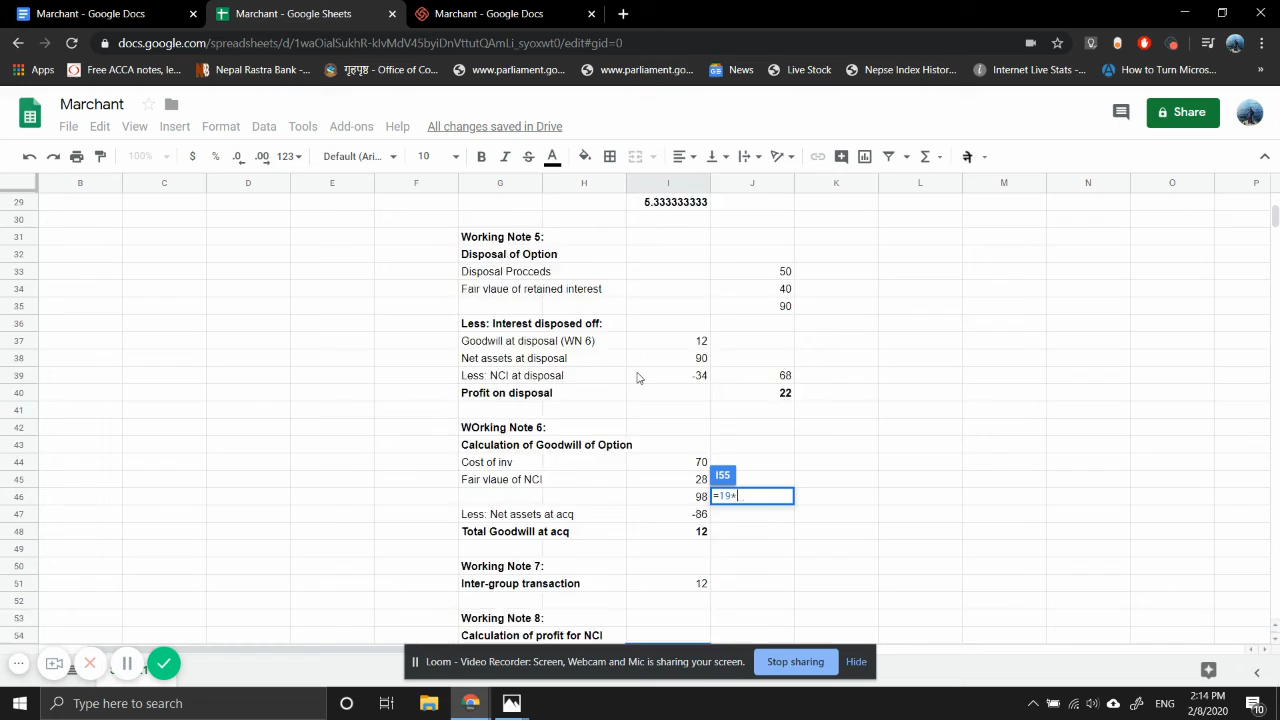 Marchant - Google Docs
Marchant - Google Sheets
Marchant - Google Docs
docs.google.com/spreadsheets/d/1waOialSukhR-kIvMdV45byiDnVttutQAmLi_syoxwt0/edit#gid=0
Apps Free ACCA notes, le... Nepal Rastra Bank -... गृहपृष्ठ - Office of Co... www.parliament.go... www.parliament.go... News Live Stock Nepse Index Histor... Internet Live Stats -... How to Turn Micros...
Marchant
File Edit View Insert Format Data Tools Add-ons Help All changes saved in Drive
Share
100% $ % .0 .00 123 Default (Ari... 10 B I S A
B C D E F G H I J K L M N O P
29 5.333333333
30
31 Working Note 5:
32 Disposal of Option
33 Disposal Procceds 50
34 Fair vlaue of retained interest 40
35 90
36 Less: Interest disposed off:
37 Goodwill at disposal (WN 6) 12
38 Net assets at disposal 90
39 Less: NCI at disposal -34 68
40 Profit on disposal 22
41
42 WOrking Note 6:
43 Calculation of Goodwill of Option
44 Cost of inv 70
45 Fair vlaue of NCI 28 I55
46 98 =19*
47 Less: Net assets at acq -86
48 Total Goodwill at acq 12
49
50 Working Note 7:
51 Inter-group transaction 12
52
53 Working Note 8:
54 Calculation of profit for NCI
Loom - Video Recorder: Screen, Webcam and Mic is sharing your screen. Stop sharing Hide
Type here to search
ENG
2:14 PM
2/8/2020
10